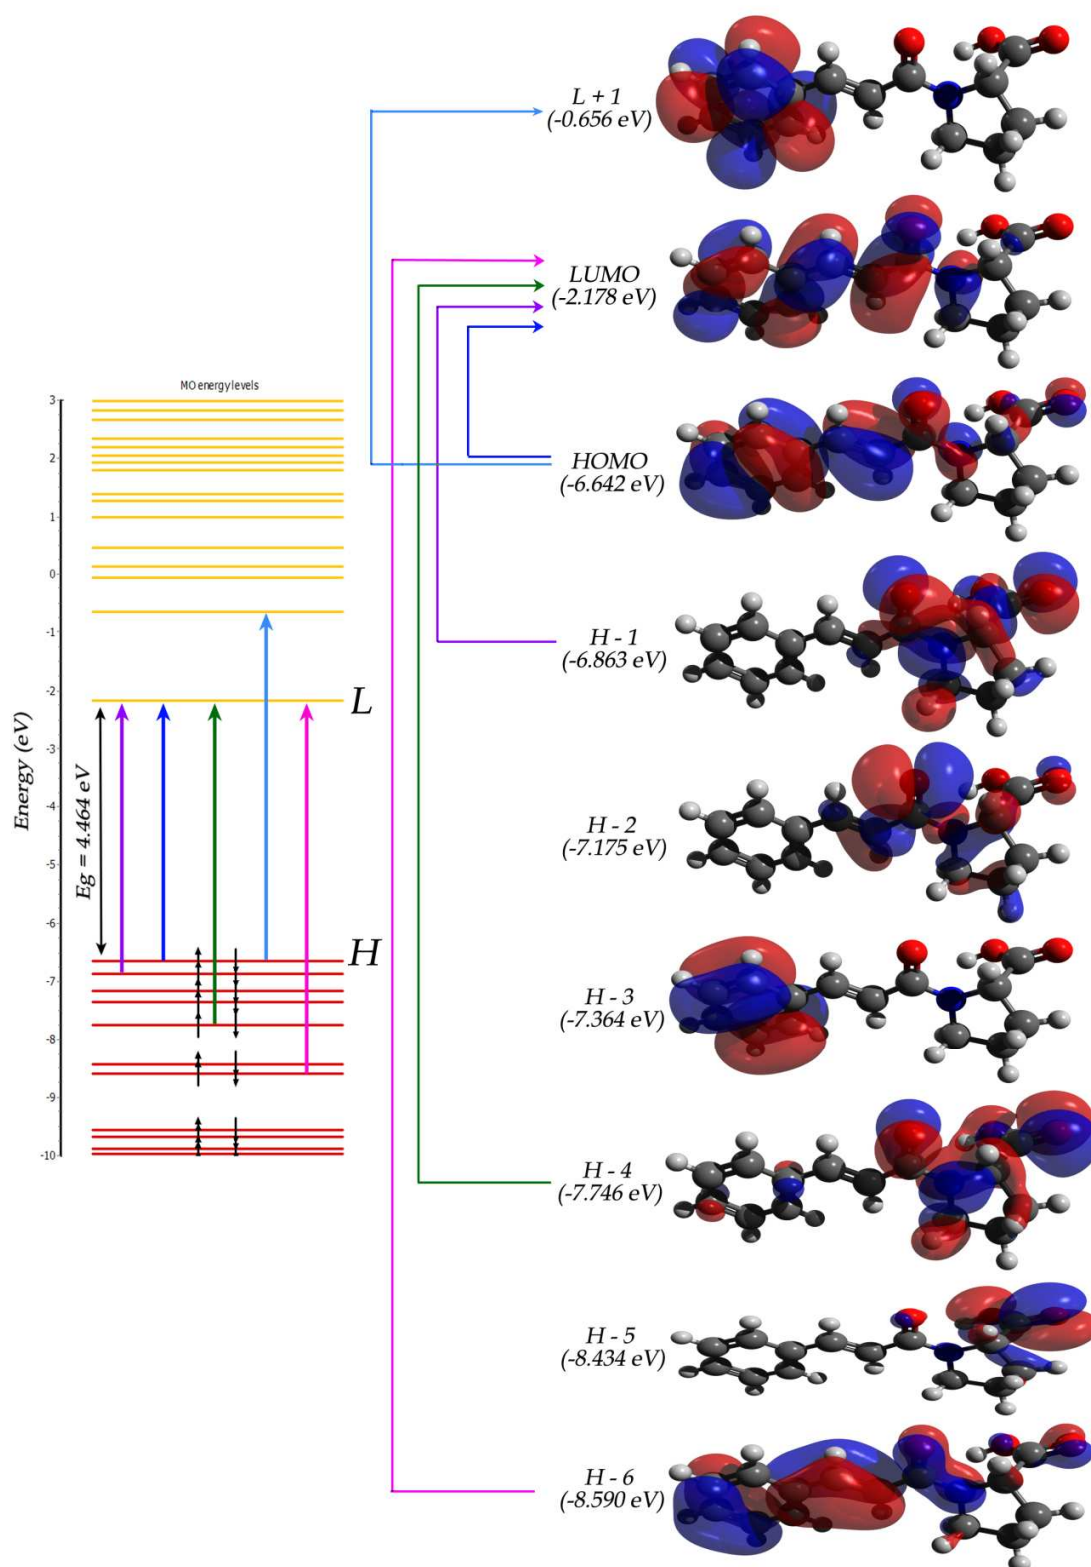 L + 1
(-0.656 eV)
LUMO
(-2.178 eV)
MO energy levels
3
2
HOMO
(-6.642 eV)
1
0
H - 1
(-6.863 eV)
-1
-2
L
-3
Energy (eV)
Eg = 4.464 eV
-4
H - 2
(-7.175 eV)
-5
-6
H
-7
H - 3
(-7.364 eV)
-8
-9
-10
H - 4
(-7.746 eV)
H - 5
(-8.434 eV)
H - 6
(-8.590 eV)